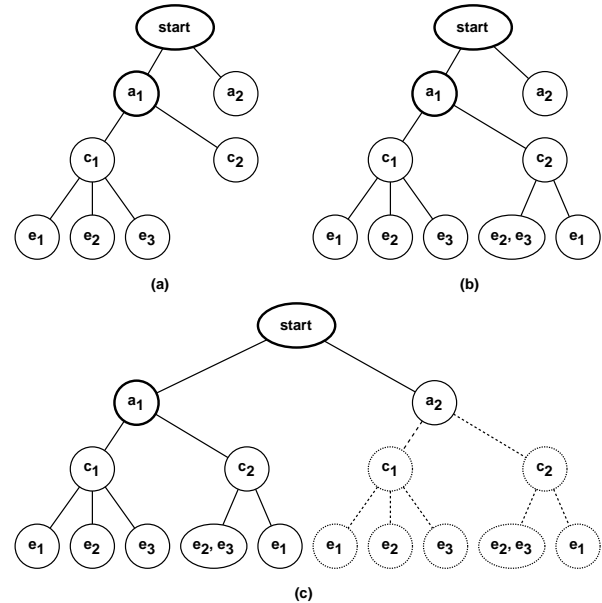 start
a1 a2
c1 c2
e1 e2 e3
(a)
start
a1 a2
c1 c2
e1 e2 e3 e2, e3 e1
(b)
start
a1 a2
c1 c2 c1 c2
e1 e2 e3 e2, e3 e1 e1 e2 e3 e2, e3 e1
(c)